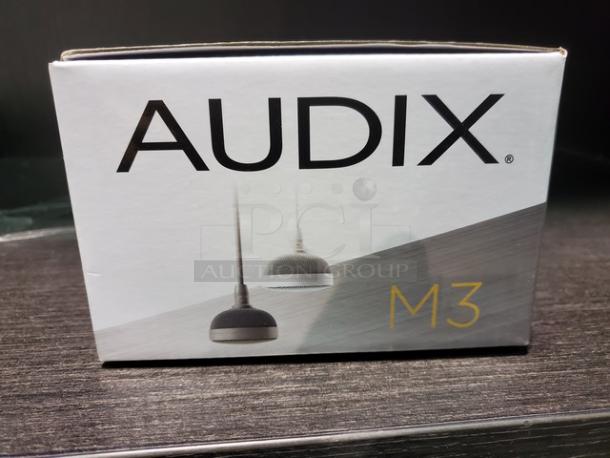 AUDIX®
PCI
AUCTION GROUP
M3